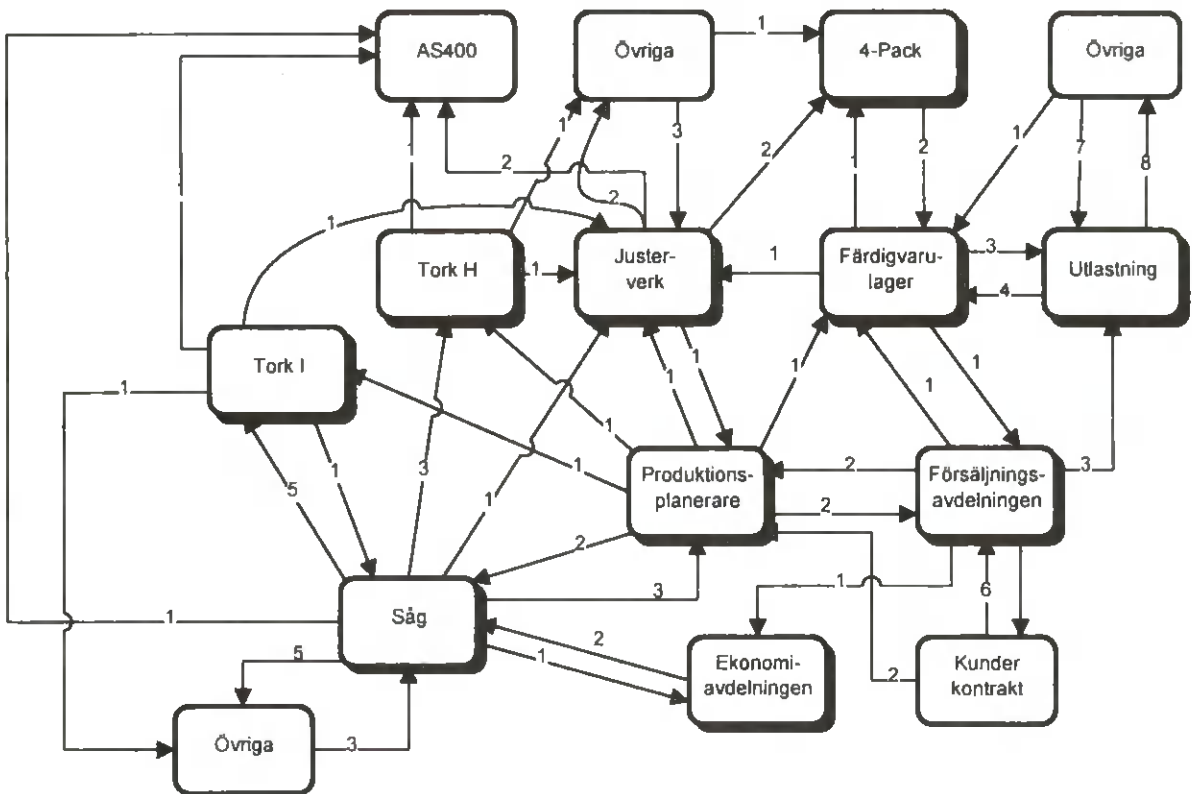 AS400
Övriga
1
4-Pack
Övriga
1
1
3
2
1
2
1
7
8
2
2
1
Tork H
1
Juster-
verk
1
Färdigvaru-
lager
3
4
Utlastning
Tork I
1
1
1
1
1
1
1
1
1
5
3
1
Produktions-
planerare
2
2
Försäljnings-
avdelningen
3
2
3
1
6
Såg
1
5
2
1
Ekonomi-
avdelningen
2
Kunder
kontrakt
Övriga
3